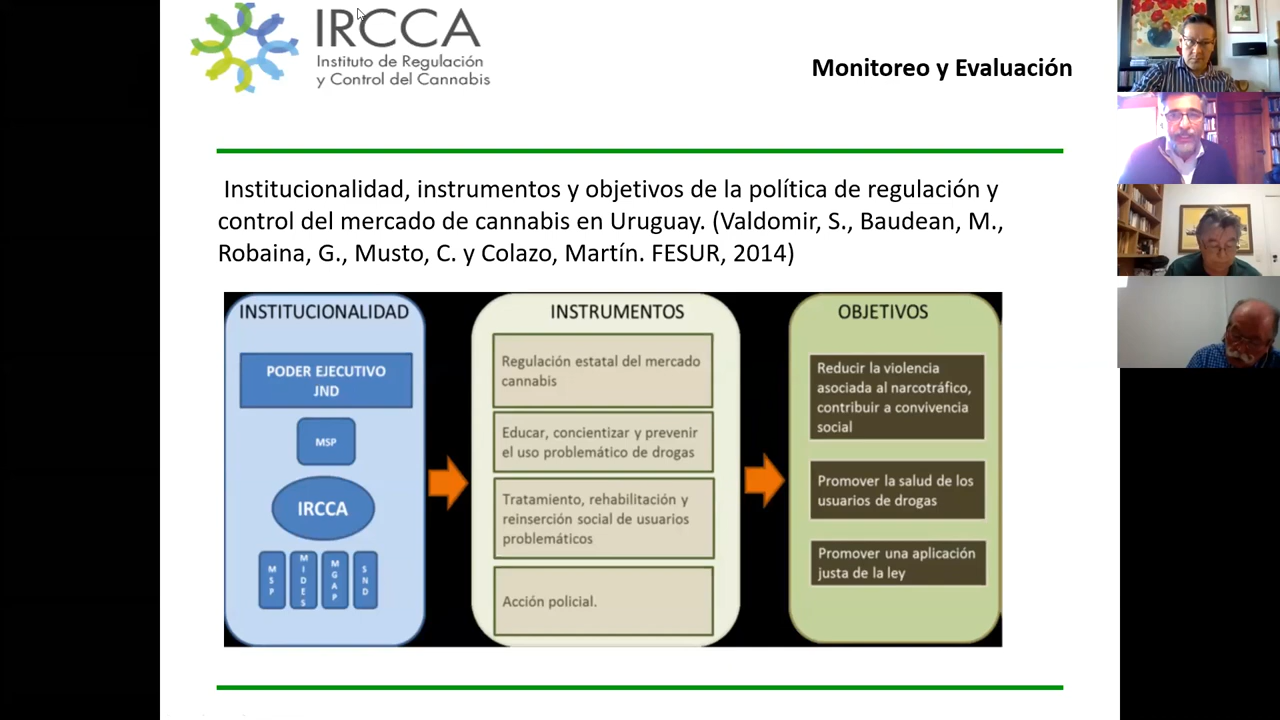 IRCCA
Instituto de Regulación
y Control del Cannabis
Monitoreo y Evaluación
Institucionalidad, instrumentos y objetivos de la política de regulación y
control del mercado de cannabis en Uruguay. (Valdomir, S., Baudean, M.,
Robaina, G., Musto, C. y Colazo, Martín. FESUR, 2014)
INSTITUCIONALIDAD
PODER EJECUTIVO
JND
MSP
IRCCA
MSP
MIDES
MGAP
SND
INSTRUMENTOS
Regulación estatal del mercado
cannabis
Educar, concientizar y prevenir
el uso problemático de drogas
Tratamiento, rehabilitación y
reinserción social de usuarios
problemáticos
Acción policial.
OBJETIVOS
Reducir la violencia
asociada al narcotráfico,
contribuir a convivencia
social
Promover la salud de los
usuarios de drogas
Promover una aplicación
justa de la ley